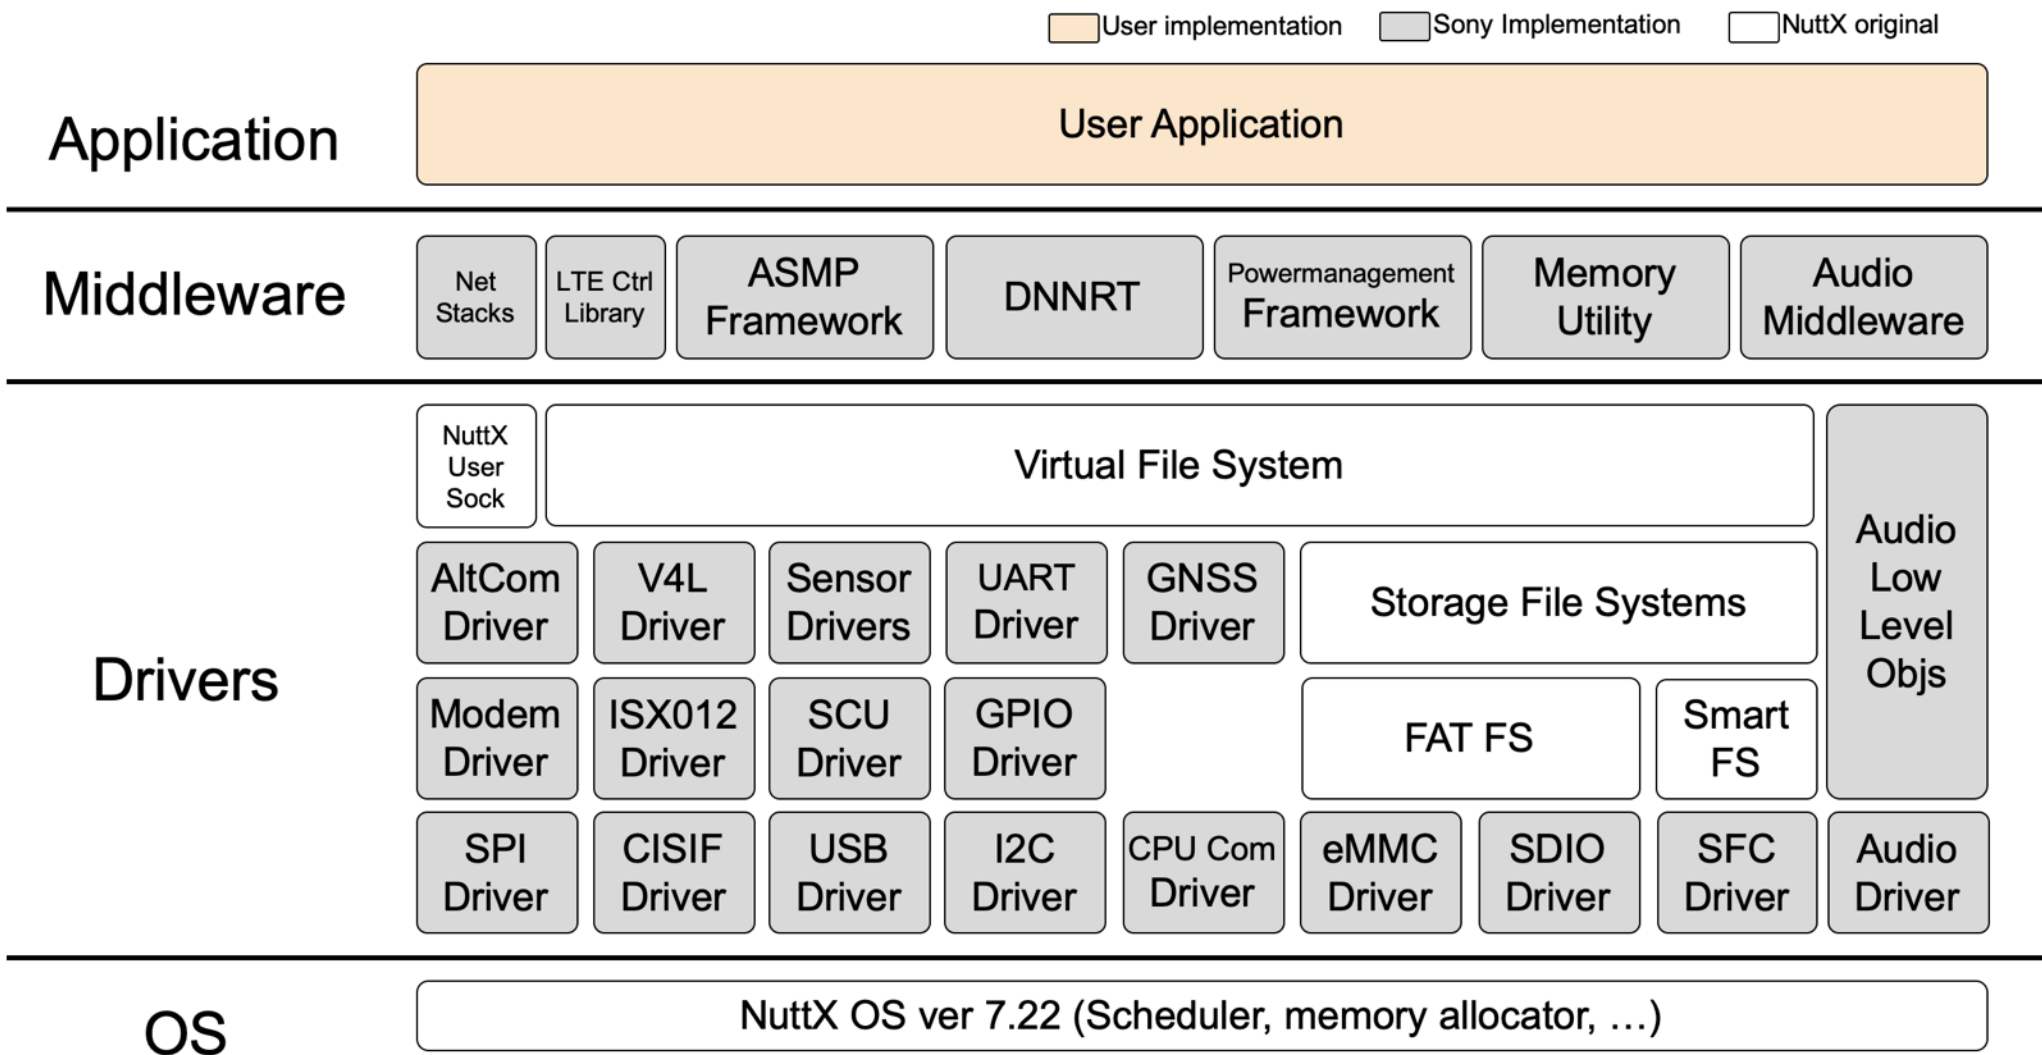 User implementation
Sony Implementation
NuttX original
Application
User Application
Middleware
Net
Stacks
LTE Ctrl
Library
ASMP
Framework
DNNRT
Powermanagement
Framework
Memory
Utility
Audio
Middleware
Drivers
NuttX
User
Sock
Virtual File System
Audio
Low
Level
Objs
AltCom
Driver
V4L
Driver
Sensor
Drivers
UART
Driver
GNSS
Driver
Storage File Systems
Modem
Driver
ISX012
Driver
SCU
Driver
GPIO
Driver
FAT FS
Smart
FS
SPI
Driver
CISIF
Driver
USB
Driver
I2C
Driver
CPU Com
Driver
eMMC
Driver
SDIO
Driver
SFC
Driver
Audio
Driver
OS
NuttX OS ver 7.22 (Scheduler, memory allocator, …)